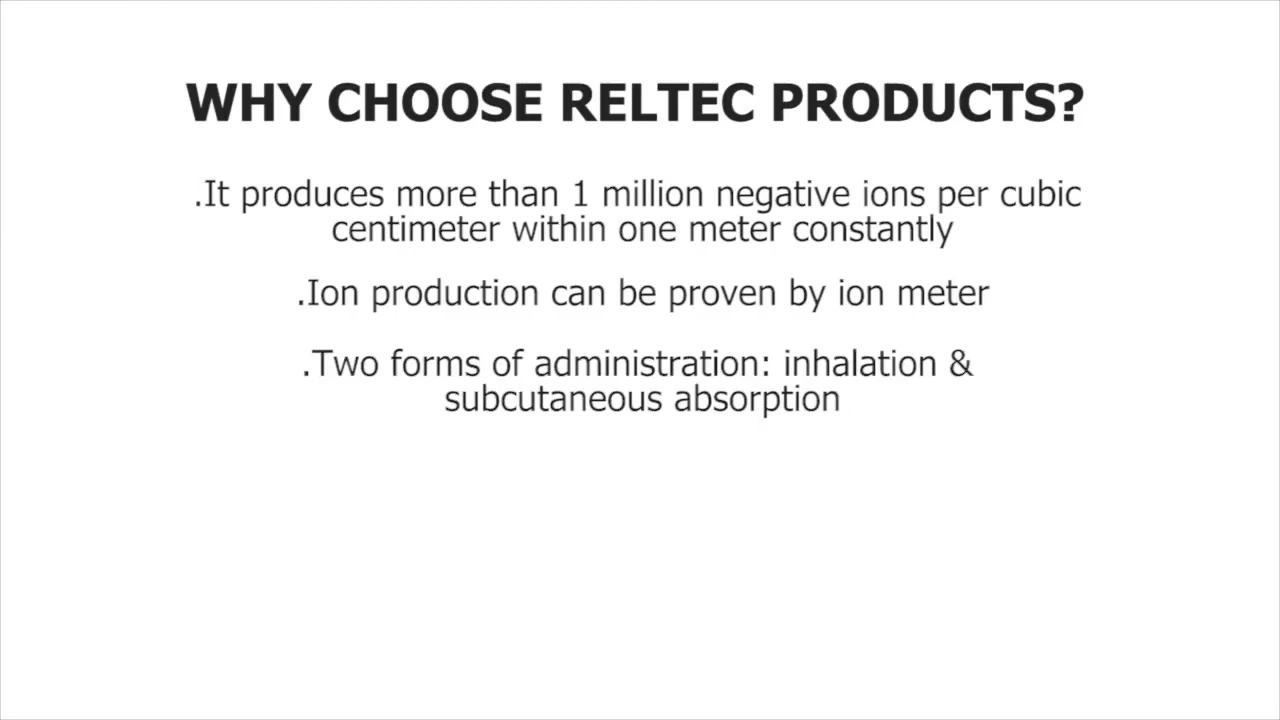 WHY CHOOSE RELTEC PRODUCTS?
.It produces more than 1 million negative ions per cubic
centimeter within one meter constantly
.Ion production can be proven by ion meter
.Two forms of administration: inhalation &
subcutaneous absorption